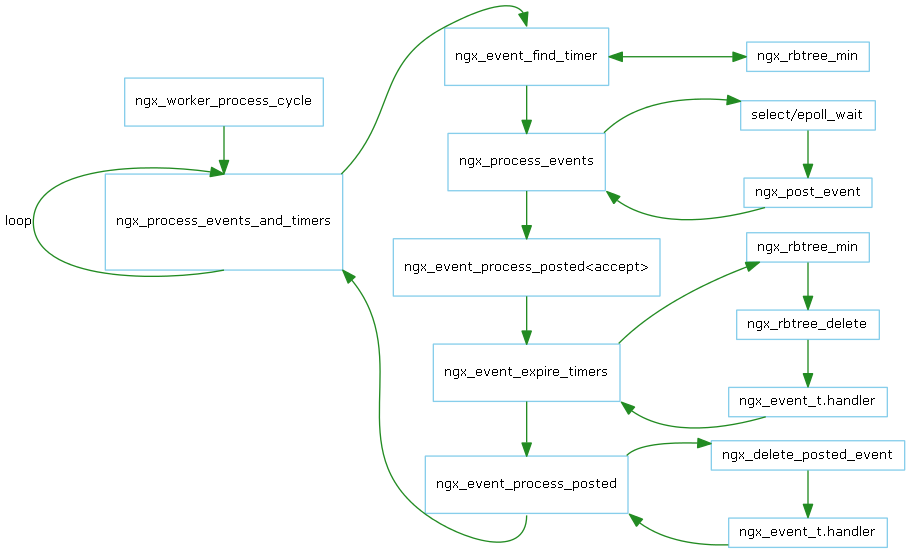 ngx_worker_process_cycle
loop
ngx_process_events_and_timers
ngx_event_find_timer
ngx_rbtree_min
ngx_process_events
select/epoll_wait
ngx_post_event
ngx_event_process_posted<accept>
ngx_event_expire_timers
ngx_rbtree_min
ngx_rbtree_delete
ngx_event_t.handler
ngx_event_process_posted
ngx_delete_posted_event
ngx_event_t.handler